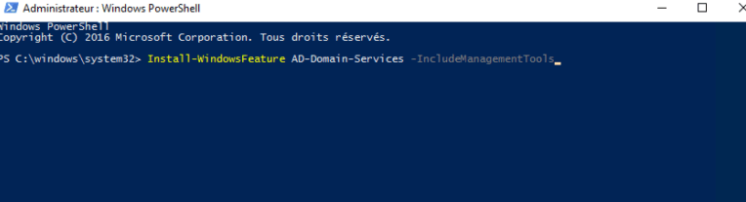 Administrateur : Windows PowerShell
Windows PowerShell
Copyright (C) 2016 Microsoft Corporation. Tous droits réservés.
PS C:\windows\system32> Install-WindowsFeature AD-Domain-Services -IncludeManagementTools_